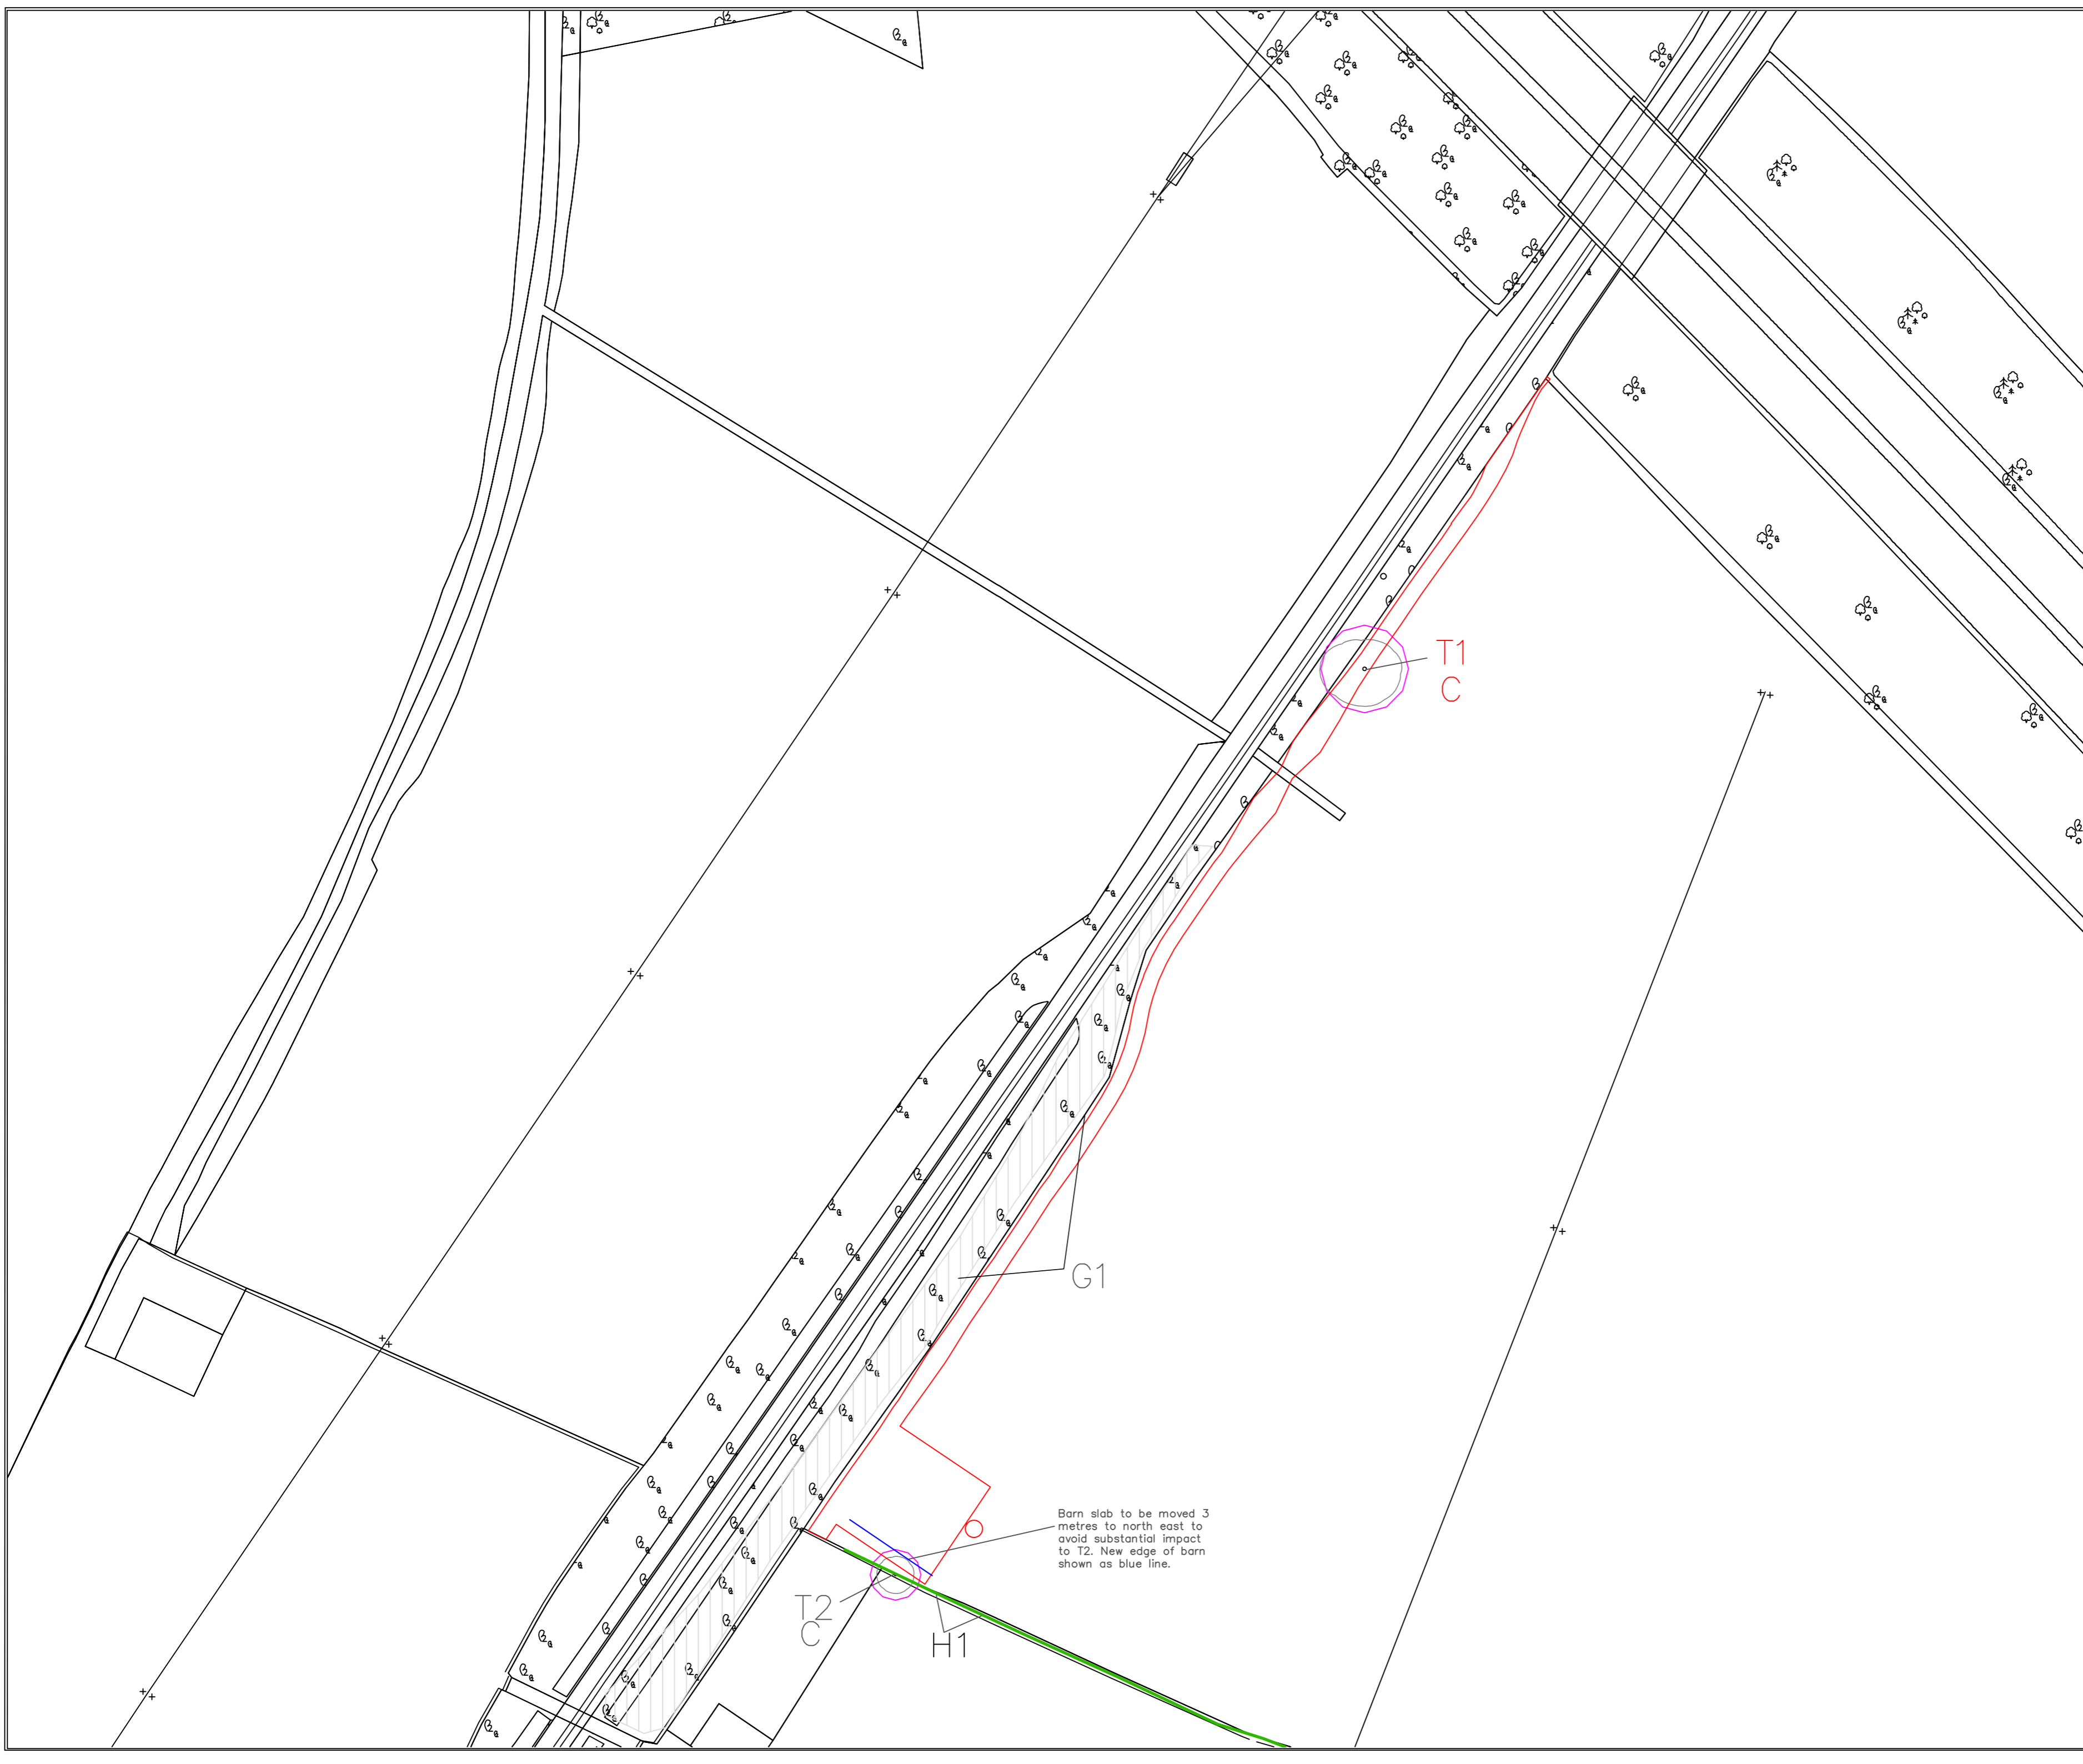 T1
C
G1
Barn slab to be moved 3
metres to north east to
avoid substantial impact
to T2. New edge of barn
shown as blue line.
T2
C
H1